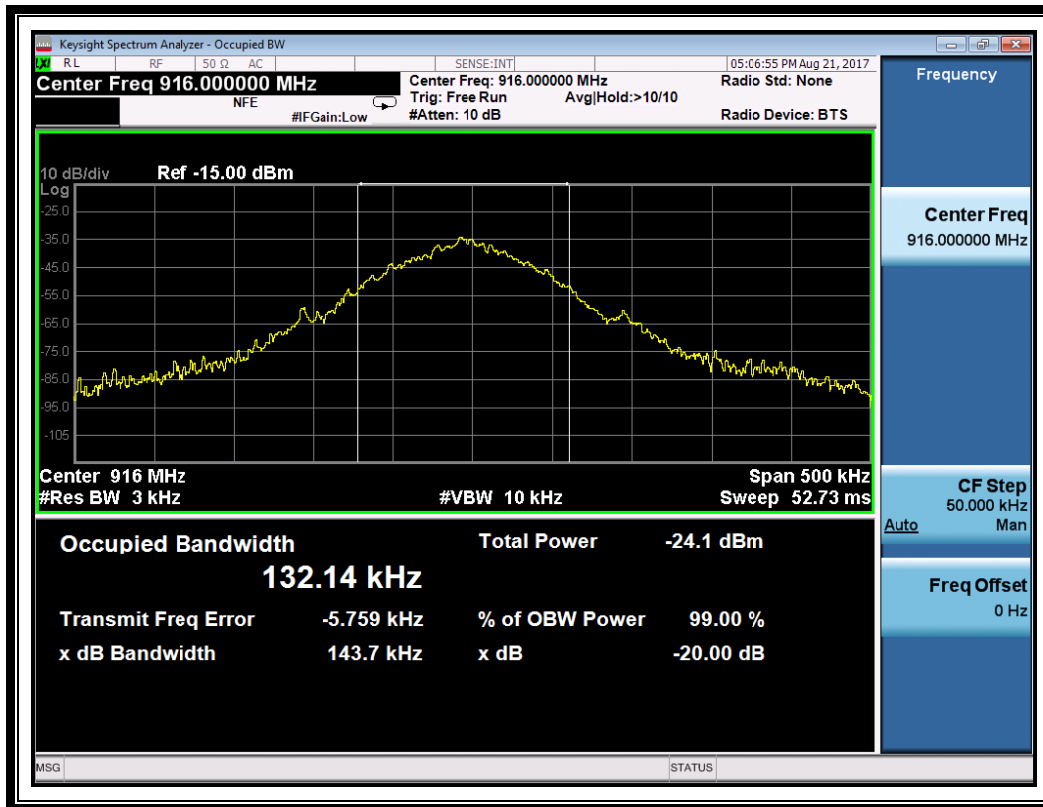 Keysight Spectrum Analyzer - Occupied BW
LXI RL RF 50 Ω AC SENSE:INT 05:06:55 PM Aug 21, 2017
Center Freq 916.000000 MHz
NFE
#IFGain:Low
Center Freq: 916.000000 MHz
Trig: Free Run Avg|Hold:>10/10
#Atten: 10 dB
Radio Std: None
Radio Device: BTS
10 dB/div Ref -15.00 dBm
Log
-25.0
-35.0
-45.0
-55.0
-65.0
-75.0
-85.0
-95.0
-105
Center 916 MHz Span 500 kHz
#Res BW 3 kHz #VBW 10 kHz Sweep 52.73 ms
Occupied Bandwidth Total Power -24.1 dBm
132.14 kHz
Transmit Freq Error -5.759 kHz % of OBW Power 99.00 %
x dB Bandwidth 143.7 kHz x dB -20.00 dB
MSG STATUS
Frequency
Center Freq
916.000000 MHz
CF Step
50.000 kHz
Auto Man
Freq Offset
0 Hz